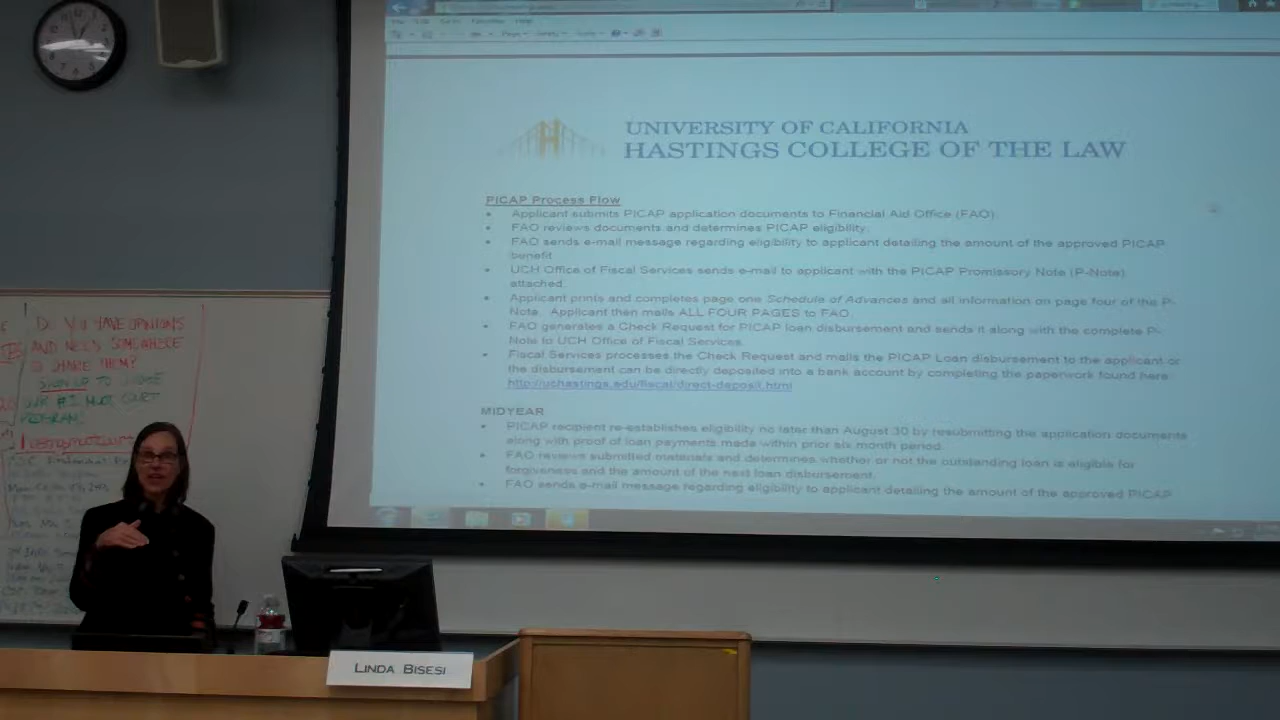 UNIVERSITY OF CALIFORNIA
HASTINGS COLLEGE OF THE LAW
PICAP Process Flow
• Applicant submits PICAP application documents to Financial Aid Office (FAO).
• FAO reviews documents and determines PICAP eligibility.
• FAO sends e-mail message regarding eligibility to applicant detailing the amount of the approved PICAP
benefit
• UCH Office of Fiscal Services sends e-mail to applicant with the PICAP Promissory Note (P-Note)
attached.
• Applicant prints and completes page one Schedule of Advances and all information on page four of the P-
Note. Applicant then mails ALL FOUR PAGES to FAO.
• FAO generates a Check Request for PICAP loan disbursement and sends it along with the complete P-
Note to UCH Office of Fiscal Services.
• Fiscal Services processes the Check Request and mails the PICAP Loan disbursement to the applicant or
the disbursement can be directly deposited into a bank account by completing the paperwork found here:
http://uchastings.edu/fiscal/direct-deposit.html
MIDYEAR
• PICAP recipient re-establishes eligibility no later than August 30 by resubmitting the application documents
along with proof of loan payments made within prior six month period.
• FAO reviews submitted materials and determines whether or not the outstanding loan is eligible for
forgiveness and the amount of the next loan disbursement.
• FAO sends e-mail message regarding eligibility to applicant detailing the amount of the approved PICAP
DO YOU HAVE OPINIONS
AND NEED SOMEWHERE
TO SHARE THEM?
SIGN UP TO
OUR #1 MOOT COURT
PROGRAM!
LINDA BISESI